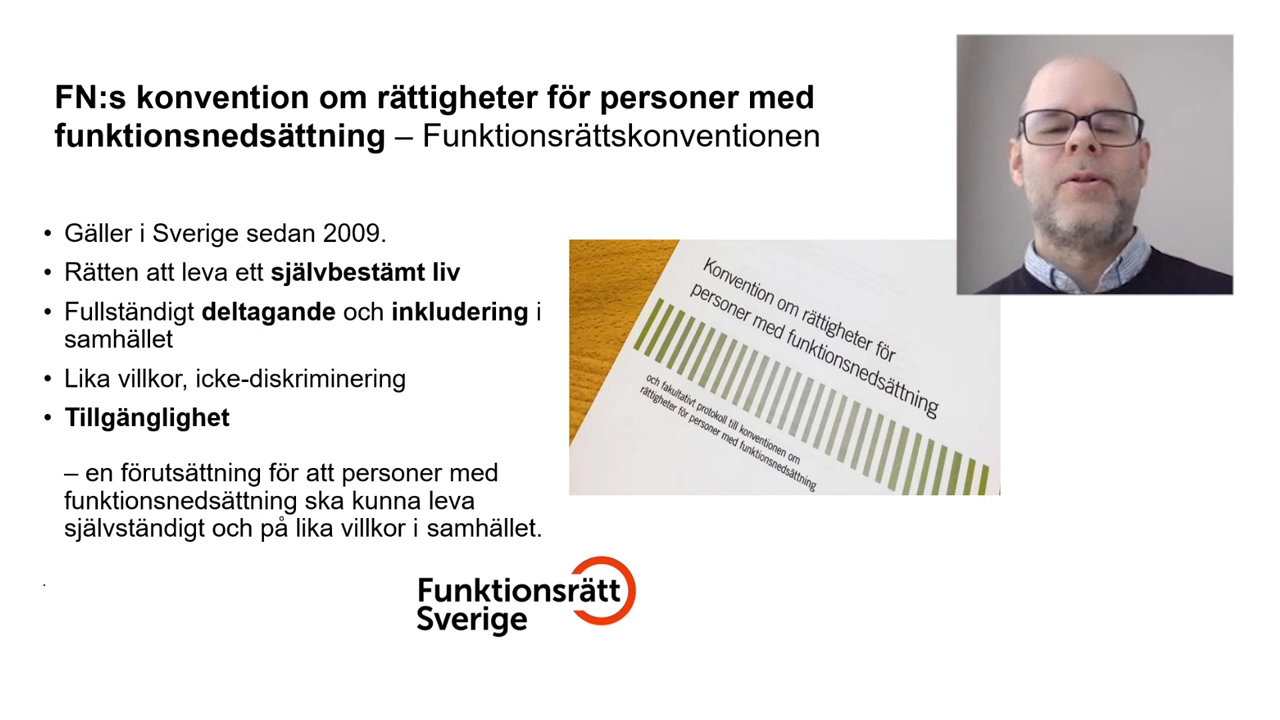 FN:s konvention om rättigheter för personer med
funktionsnedsättning – Funktionsrättskonventionen
• Gäller i Sverige sedan 2009.
• Rätten att leva ett självbestämt liv
• Fullständigt deltagande och inkludering i
samhället
• Lika villkor, icke-diskriminering
• Tillgänglighet
– en förutsättning för att personer med
funktionsnedsättning ska kunna leva
självständigt och på lika villkor i samhället.
.
Konvention om rättigheter för
personer med funktionsnedsättning
och fakultativt protokoll till konventionen om
rättigheter för personer med funktionsnedsättning
Funktionsrätt
Sverige